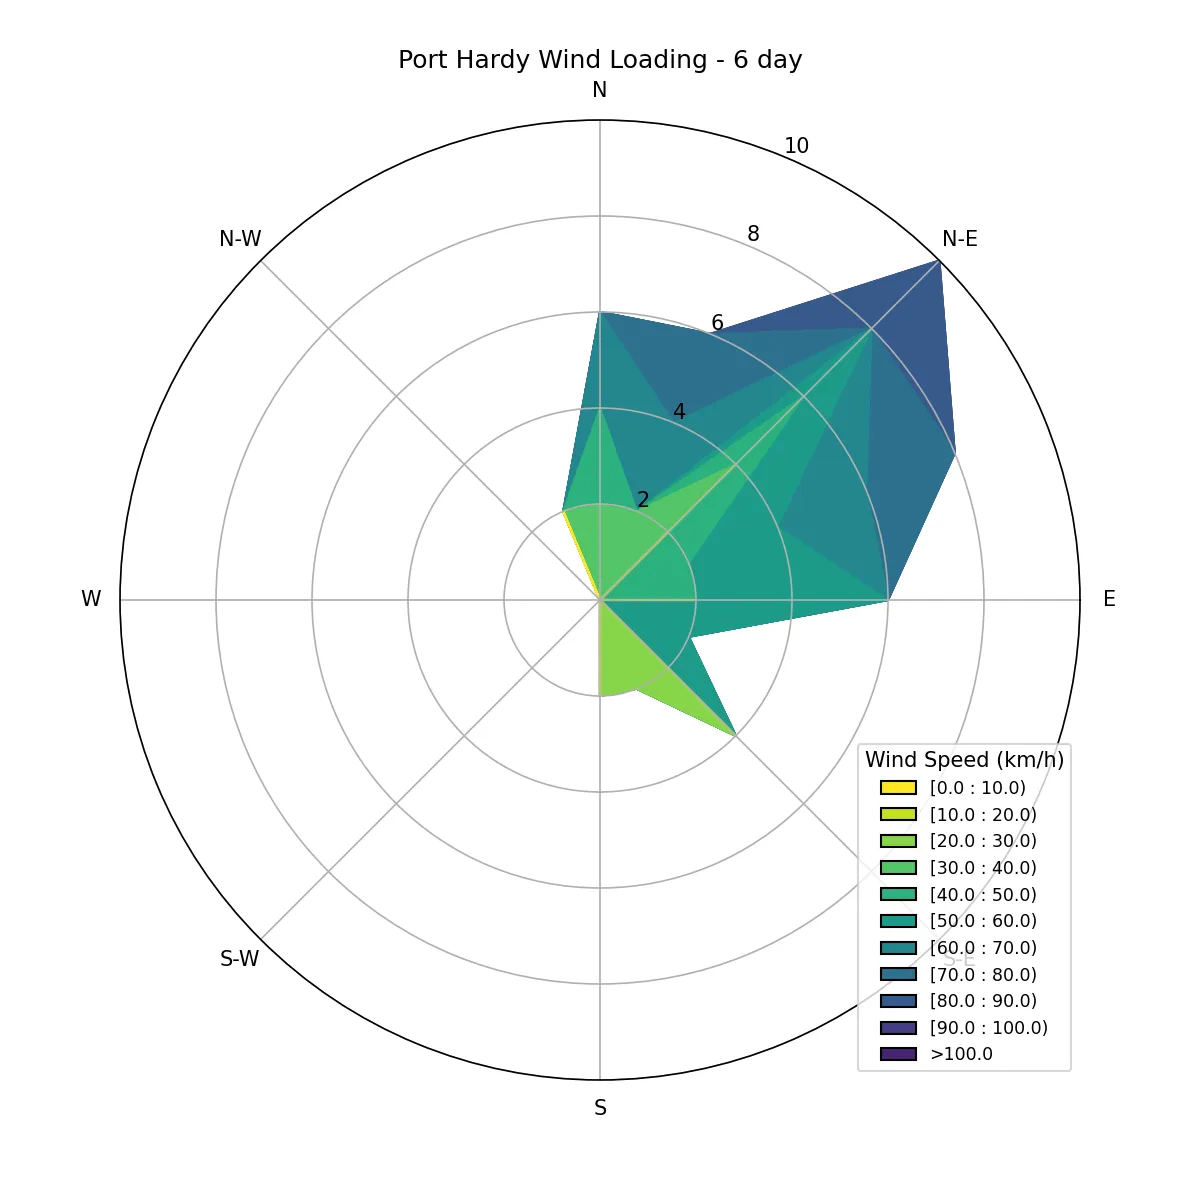 Port Hardy Wind Loading - 6 day
N
10
8
N-W
N-E
6
4
2
W
E
Wind Speed (km/h)
[0.0 : 10.0)
[10.0 : 20.0)
[20.0 : 30.0)
[30.0 : 40.0)
[40.0 : 50.0)
[50.0 : 60.0)
[60.0 : 70.0)
[70.0 : 80.0)
[80.0 : 90.0)
[90.0 : 100.0)
>100.0
S-W
S-E
S